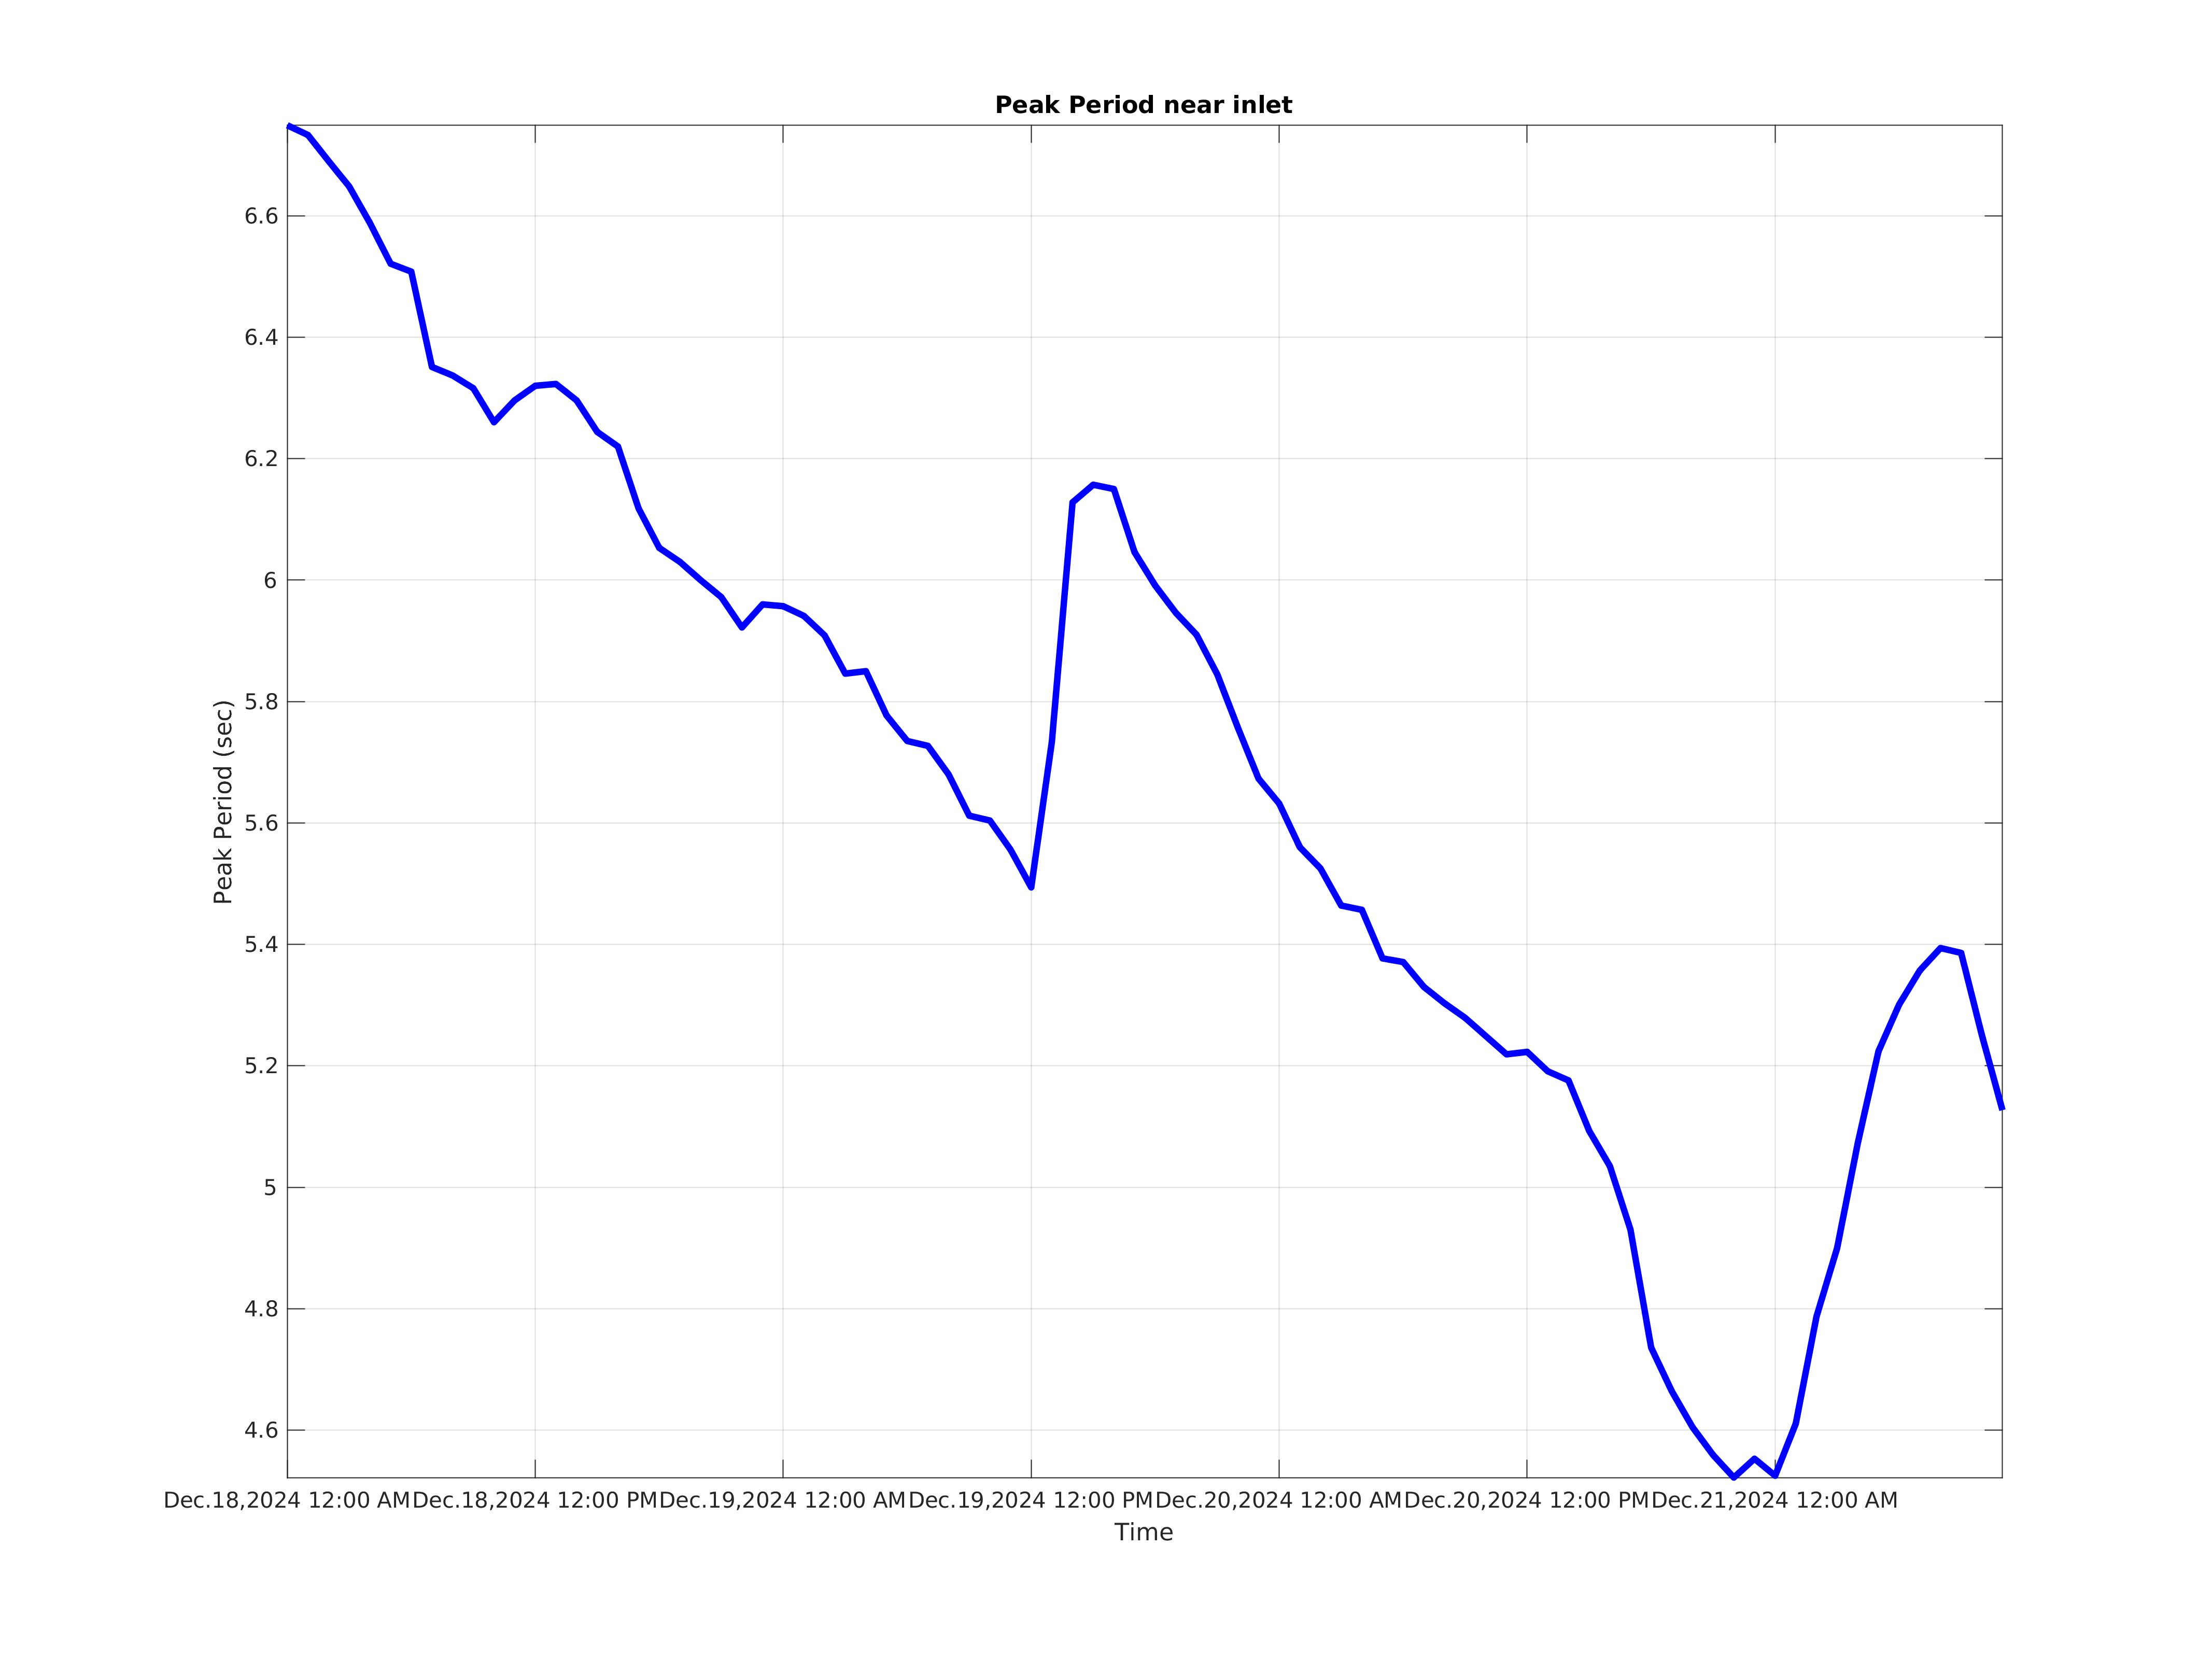 Peak Period near inlet
Peak Period (sec)
6.6
6.4
6.2
6
5.8
5.6
5.4
5.2
5
4.8
4.6
Dec.18,2024 12:00 AM Dec.18,2024 12:00 PM Dec.19,2024 12:00 AM Dec.19,2024 12:00 PM Dec.20,2024 12:00 AM Dec.20,2024 12:00 PM Dec.21,2024 12:00 AM
Time